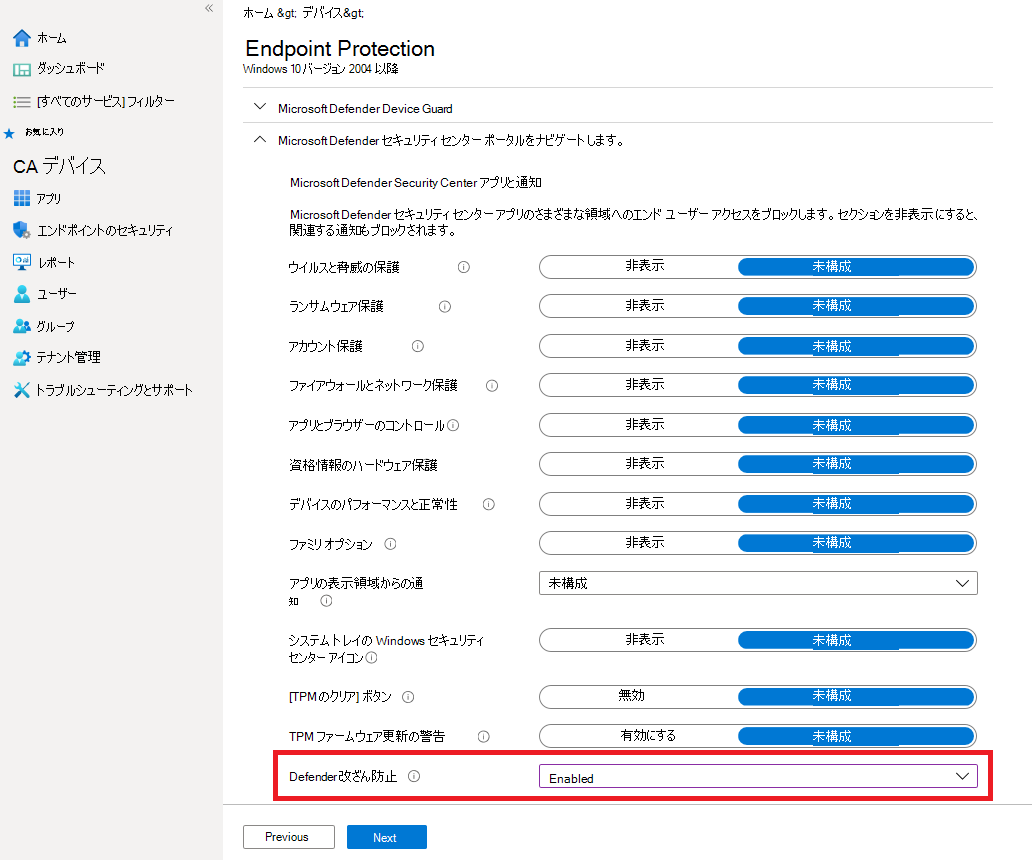 «
ホーム &gt; デバイス&gt;
ホーム
ダッシュボード
[すべてのサービス] フィルター
お気に入り
CA デバイス
アプリ
エンドポイントのセキュリティ
レポート
ユーザー
グループ
テナント管理
トラブルシューティングとサポート
Endpoint Protection
Windows 10 バージョン 2004 以降
Microsoft Defender Device Guard
Microsoft Defender セキュリティ センター ポータルをナビゲートします。
Microsoft Defender Security Center アプリと通知
Microsoft Defender セキュリティ センター アプリのさまざまな領域へのエンド ユーザー アクセスをブロックします。セクションを非表示にすると、
関連する通知もブロックされます。
ウイルスと脅威の保護 非表示 未構成
ランサムウェア保護 非表示 未構成
アカウント保護 非表示 未構成
ファイアウォールとネットワーク保護 非表示 未構成
アプリとブラウザーのコントロール 非表示 未構成
資格情報のハードウェア保護 非表示 未構成
デバイスのパフォーマンスと正常性 非表示 未構成
ファミリ オプション 非表示 未構成
アプリの表示領域からの通 未構成
知
システム トレイの Windows セキュリティ 非表示 未構成
センター アイコン
[TPM のクリア] ボタン 無効 未構成
TPM ファームウェア更新の警告 有効にする 未構成
Defender 改ざん防止 Enabled
Previous Next